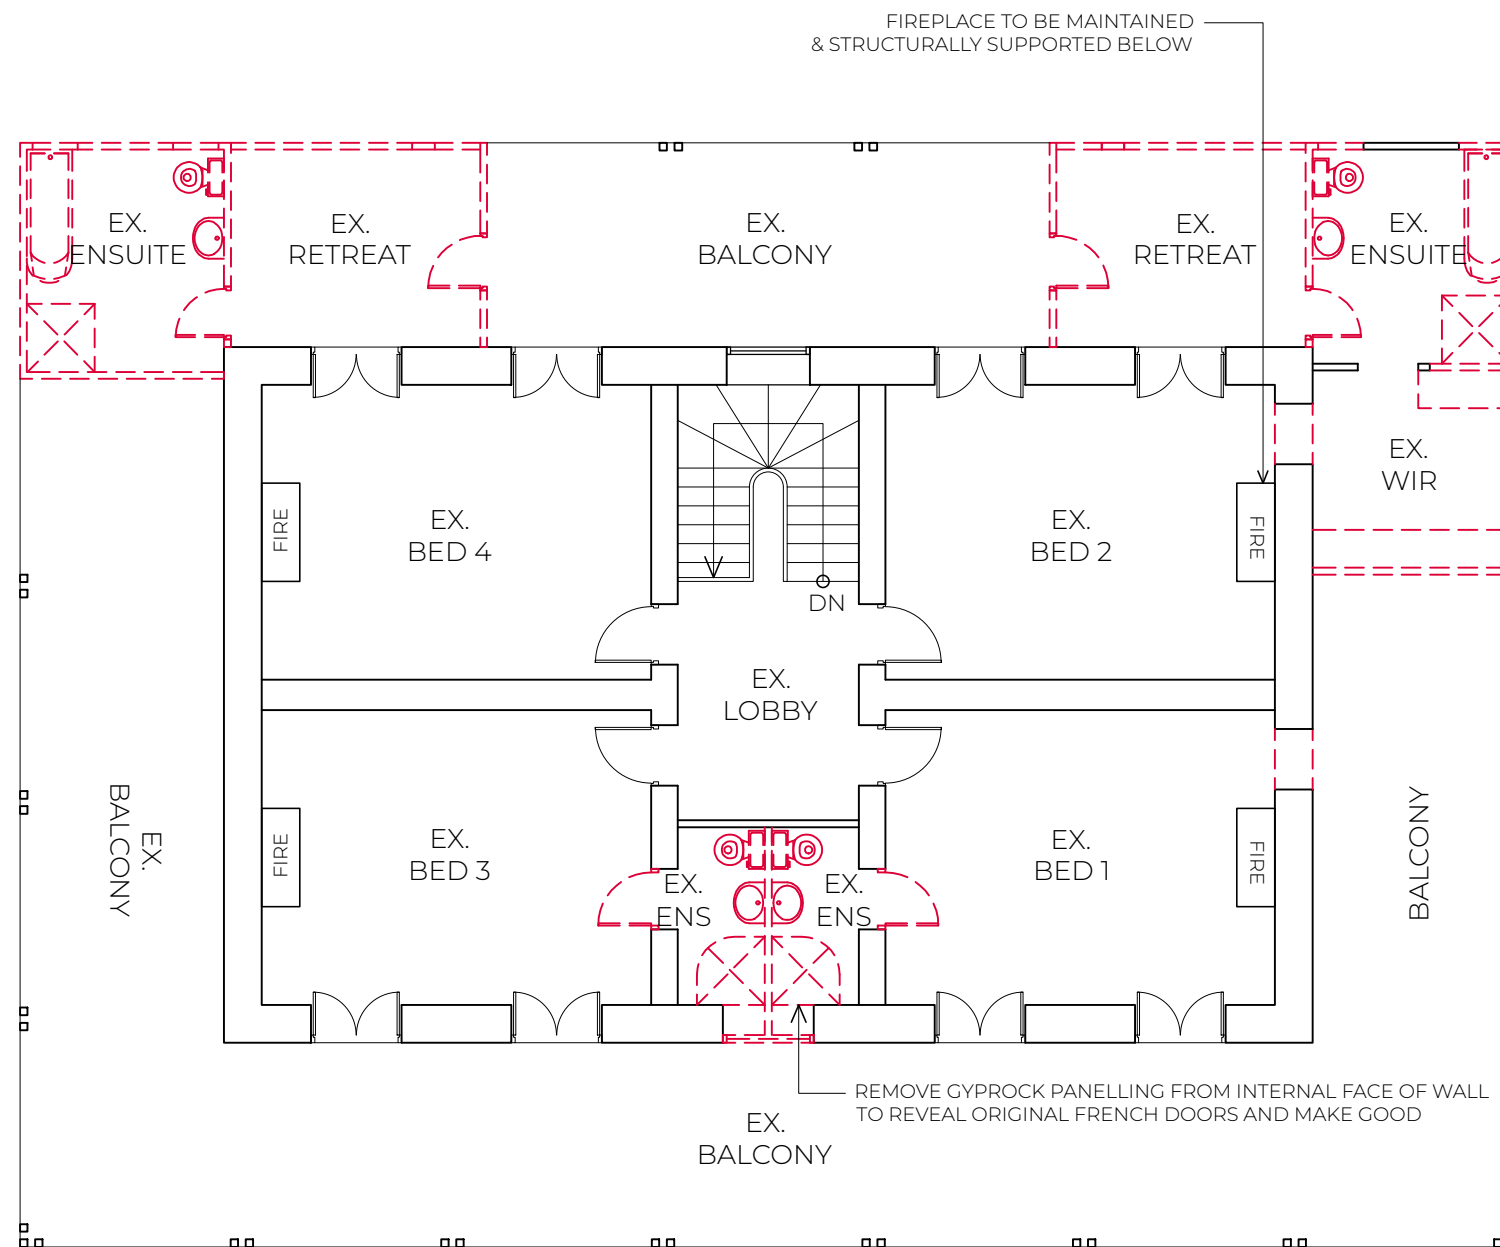 FIREPLACE TO BE MAINTAINED
& STRUCTURALLY SUPPORTED BELOW
EX.
ENSUITE
EX.
RETREAT
EX.
BALCONY
EX.
RETREAT
EX.
ENSUITE
EX.
WIR
FIRE
EX.
BED 4
EX.
BED 2
FIRE
DN
EX.
LOBBY
EX.
BALCONY
FIRE
EX.
BED 3
EX.
ENS
EX.
ENS
EX.
BED 1
FIRE
BALCONY
REMOVE GYPROCK PANELLING FROM INTERNAL FACE OF WALL
TO REVEAL ORIGINAL FRENCH DOORS AND MAKE GOOD
EX.
BALCONY